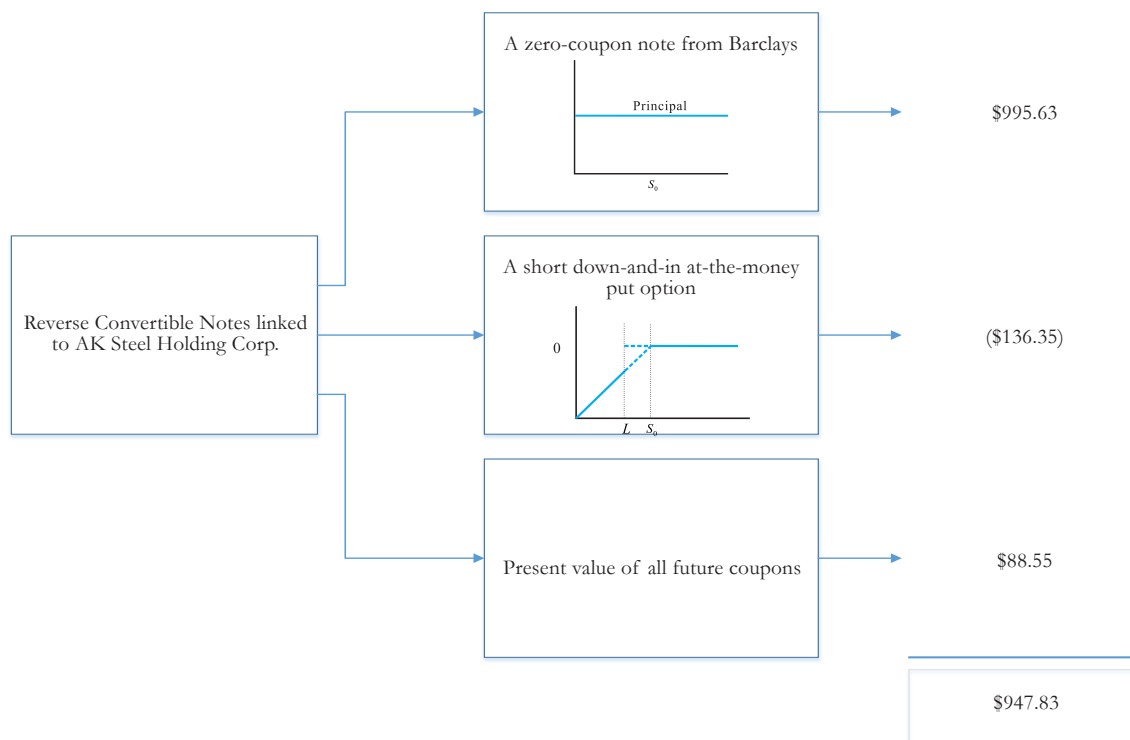 A zero-coupon note from Barclays
Principal
S₀
$995.63
Reverse Convertible Notes linked
to AK Steel Holding Corp.
A short down-and-in at-the-money
put option
0
L S₀
($136.35)
Present value of all future coupons
$88.55
$947.83